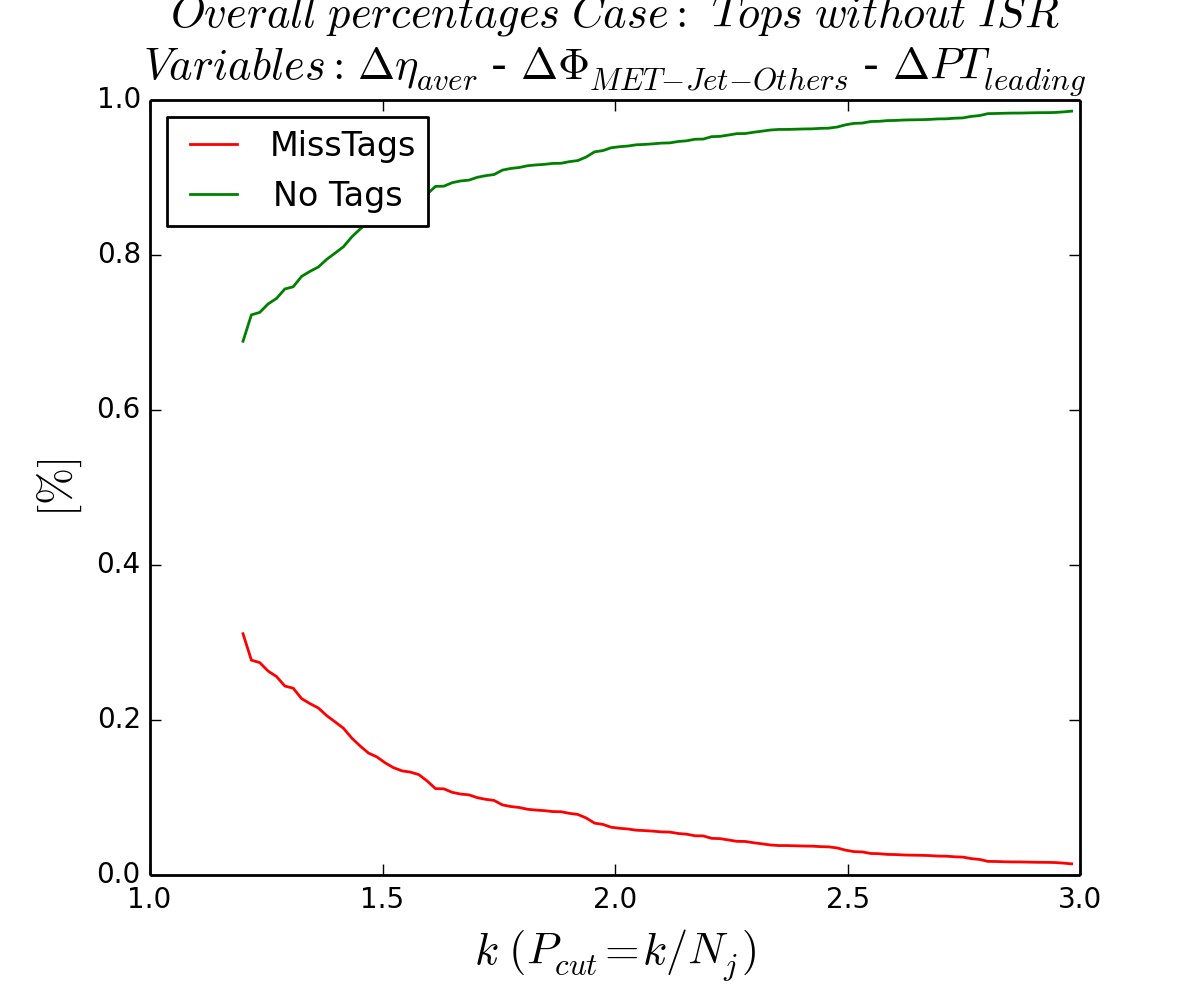 Overall percentages Case: Tops without ISR
Variables: Δη_aver - ΔΦ_MET−Jet−Others - ΔPT_leading
1.0
MissTags
No Tags
0.8
0.6
[%]
0.4
0.2
0.0
1.0 1.5 2.0 2.5 3.0
k (P_cut=k/N_j)